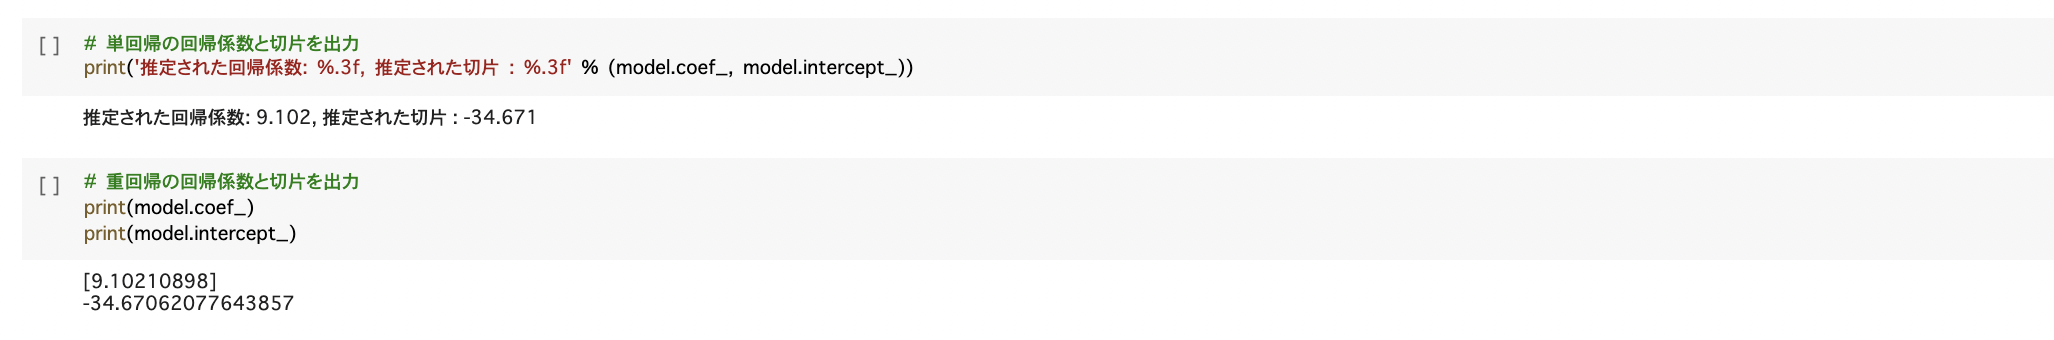 [ ] # 単回帰の回帰係数と切片を出力
print('推定された回帰係数: %.3f, 推定された切片 : %.3f' % (model.coef_, model.intercept_))
推定された回帰係数: 9.102, 推定された切片 : -34.671
[ ] # 重回帰の回帰係数と切片を出力
print(model.coef_)
print(model.intercept_)
[9.10210898]
-34.67062077643857